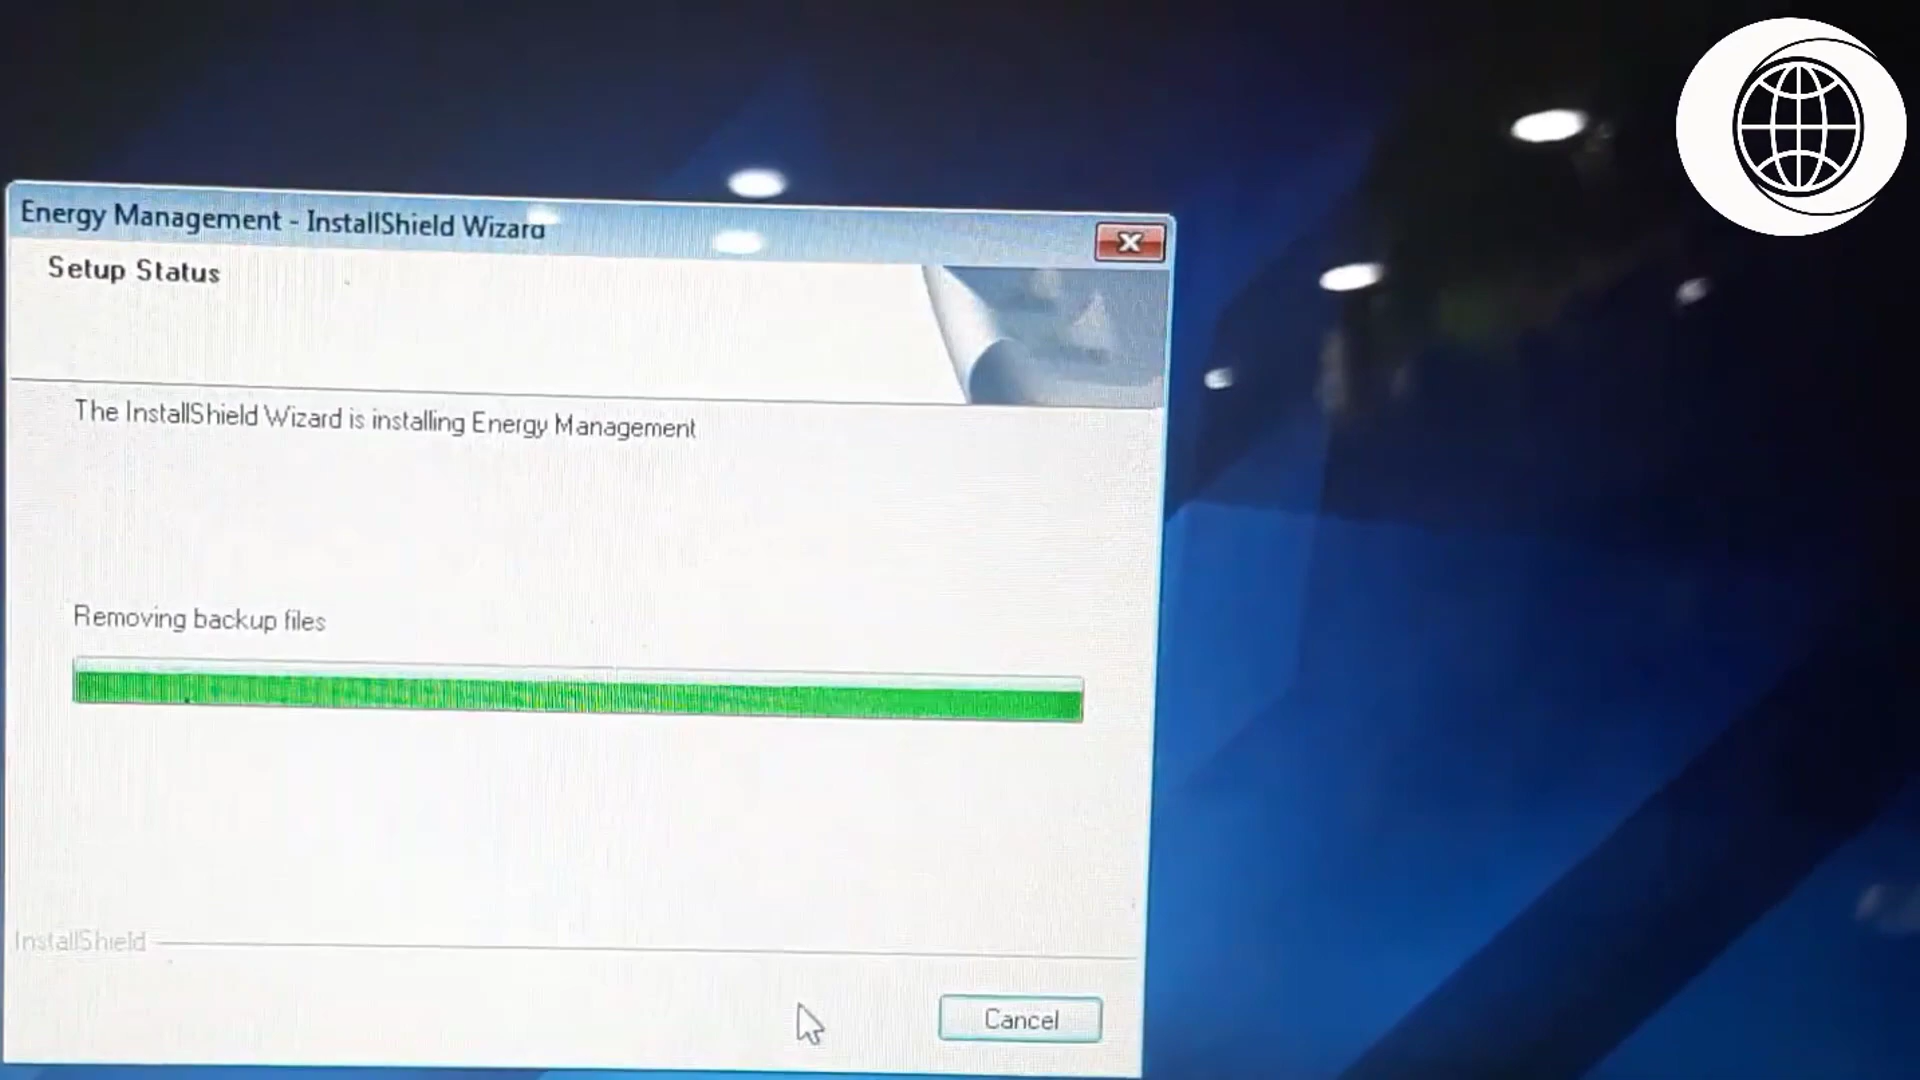 Energy Management - InstallShield Wizard
Setup Status
The InstallShield Wizard is installing Energy Management
Removing backup files
InstallShield
Cancel